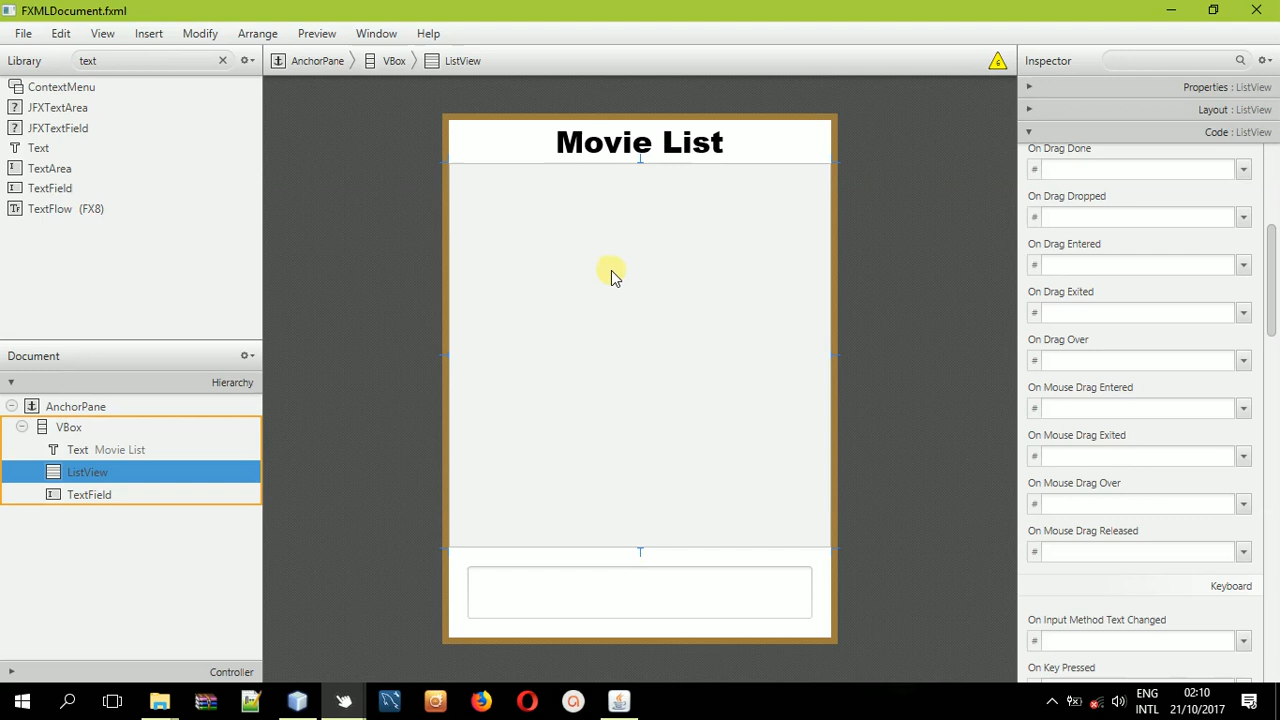 FXMLDocument.fxml
File Edit View Insert Modify Arrange Preview Window Help
Library text
AnchorPane VBox ListView
6
Inspector
ContextMenu
JFXTextArea
JFXTextField
Text
TextArea
TextField
TextFlow (FX8)
Document
Hierarchy
AnchorPane
VBox
Text Movie List
ListView
TextField
Controller
Movie List
Properties : ListView
Layout : ListView
Code : ListView
On Drag Done
#
On Drag Dropped
#
On Drag Entered
#
On Drag Exited
#
On Drag Over
#
On Mouse Drag Entered
#
On Mouse Drag Exited
#
On Mouse Drag Over
#
On Mouse Drag Released
#
Keyboard
On Input Method Text Changed
#
On Key Pressed
ENG 02:10
INTL 21/10/2017